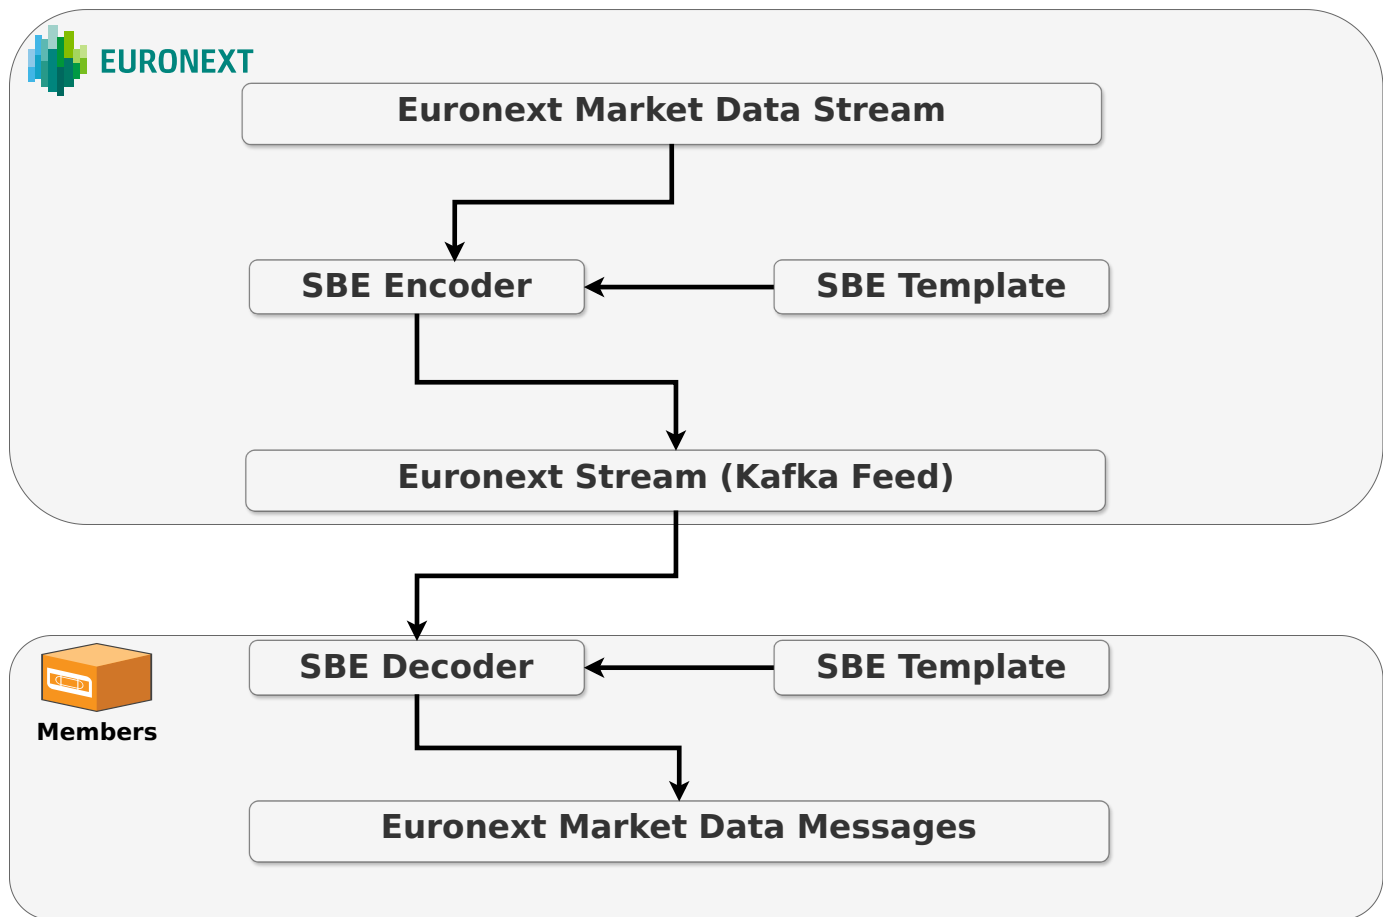 EURONEXT
Euronext Market Data Stream
SBE Encoder
SBE Template
Euronext Stream (Kafka Feed)
SBE Decoder
SBE Template
Members
Euronext Market Data Messages